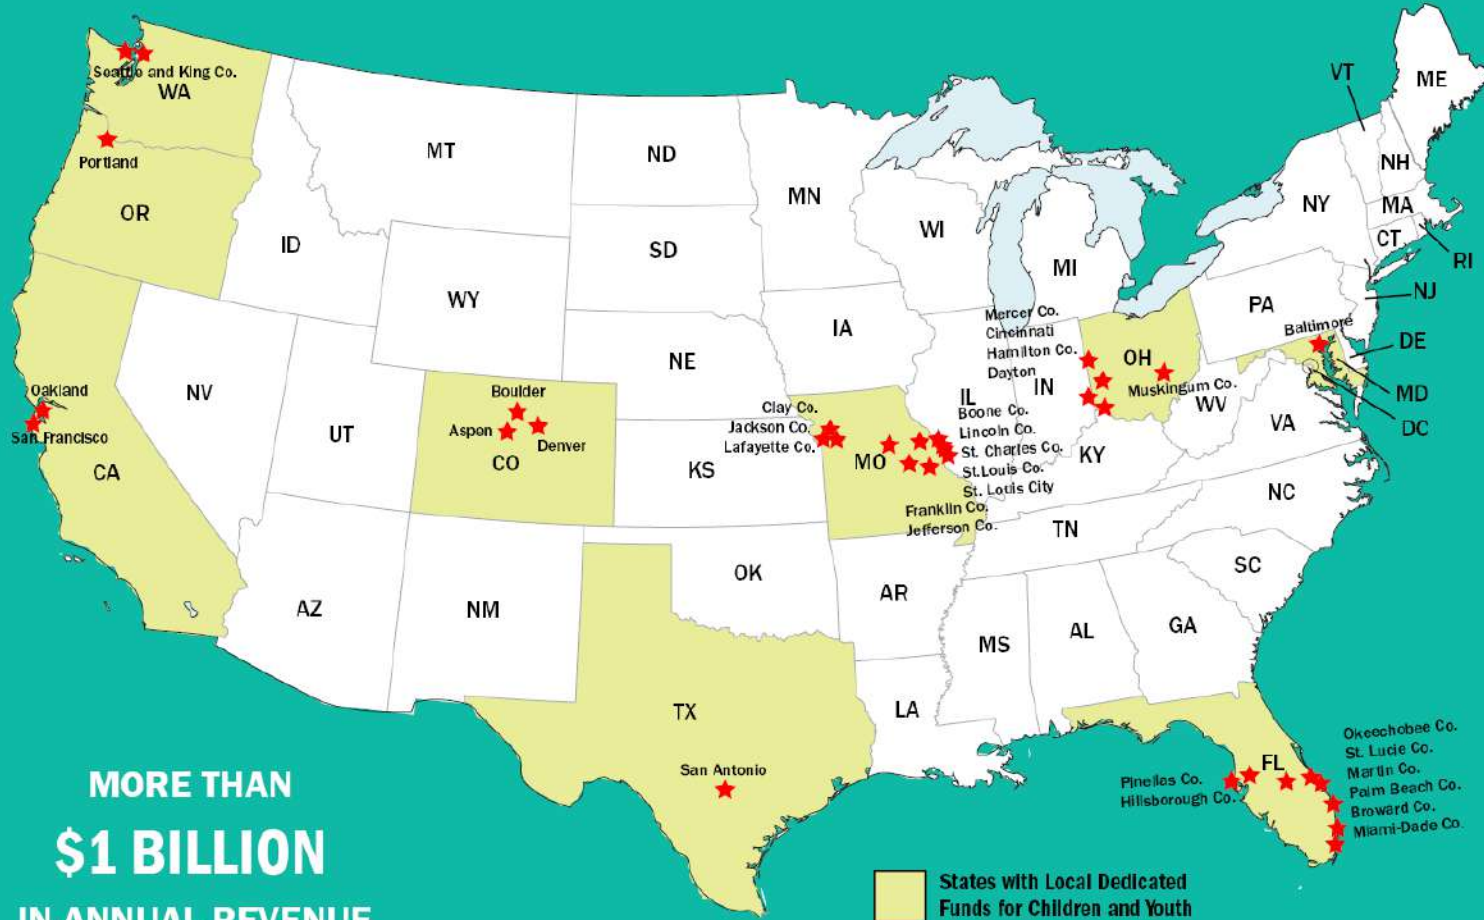 Seattle and King Co.
WA
Portland
OR
Oakland
San Francisco
CA
NV
ID
MT
WY
UT
AZ
Boulder
Aspen
Denver
CO
NM
ND
SD
NE
KS
OK
TX
San Antonio
MN
IA
Clay Co.
Jackson Co.
Lafayette Co.
MO
AR
LA
WI
IL
Boone Co.
Lincoln Co.
St. Charles Co.
St.Louis Co.
St. Louis City
Franklin Co.
Jefferson Co.
MI
Mercer Co.
Cincinnati
Hamilton Co.
Dayton
IN
OH
Muskingum Co.
KY
TN
MS
AL
GA
FL
Pinellas Co.
Hillsborough Co.
Okeechobee Co.
St. Lucie Co.
Martin Co.
Palm Beach Co.
Broward Co.
Miami-Dade Co.
SC
NC
VA
WV
PA
Baltimore
NY
VT
NH
ME
MA
CT
RI
NJ
DE
MD
DC
MORE THAN
$1 BILLION
IN ANNUAL REVENUE
States with Local Dedicated
Funds for Children and Youth